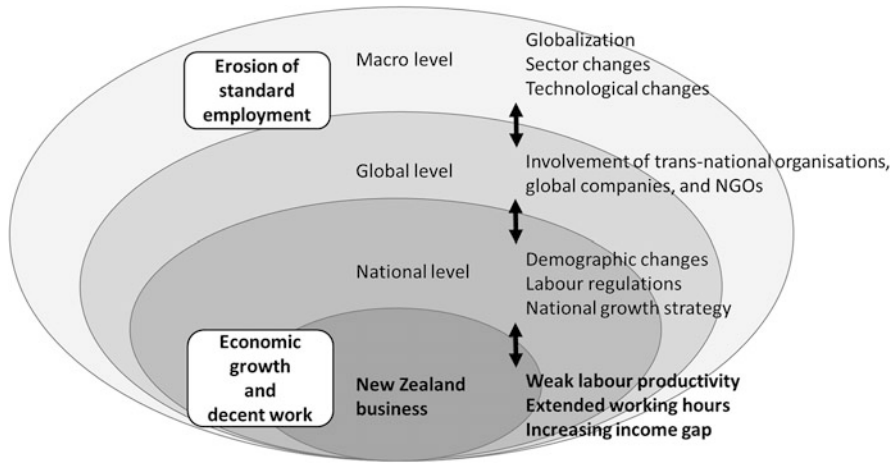 Erosion of
standard
employment
Macro level
Globalization
Sector changes
Technological changes
Global level
Involvement of trans-national organisations,
global companies, and NGOs
National level
Demographic changes
Labour regulations
National growth strategy
Economic
growth
and
decent work
New Zealand
business
Weak labour productivity
Extended working hours
Increasing income gap